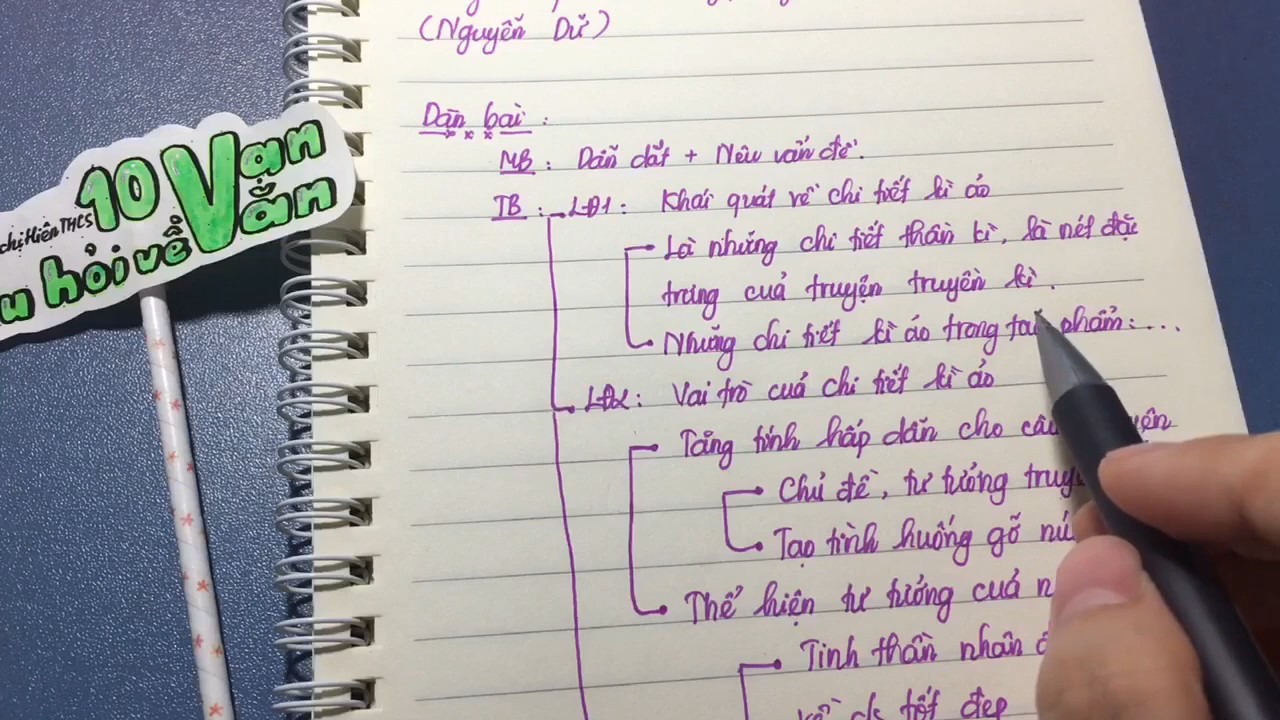 (Nguyễn Dữ)
Dàn bài:
MB: Dẫn dắt + Nêu vấn đề.
TB: LĐ1: Khái quát về chi tiết kì ảo
Là những chi tiết thần kì, là nét đặc
trưng của truyện truyền kì.
Những chi tiết kì ảo trong tác phẩm: ...
LĐ2: Vai trò của chi tiết kì ảo
Tăng tính hấp dẫn cho câu
Chủ đề, tư tưởng
Tạo tình huống gỡ
Thể hiện tư tưởng của
Tinh thần nhân
tốt đẹp
10 Vạn
chị Hiên THCS
hỏi về Văn